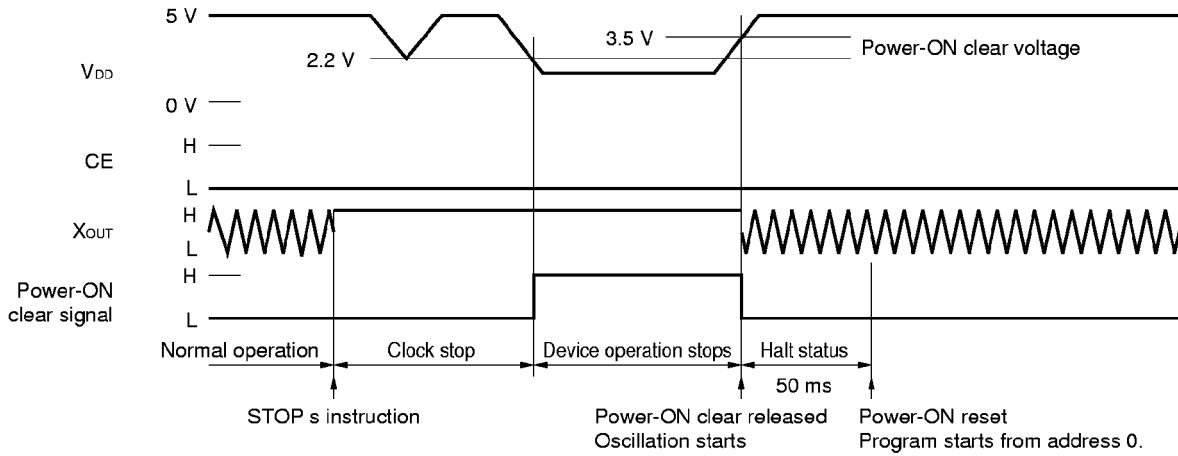 5 V
3.5 V
Power-ON clear voltage
2.2 V
VDD
0 V
H
CE
L
H
XOUT
L
H
Power-ON
clear signal
L
Normal operation
Clock stop
Device operation stops
Halt status
50 ms
STOP s instruction
Power-ON clear released
Oscillation starts
Power-ON reset
Program starts from address 0.